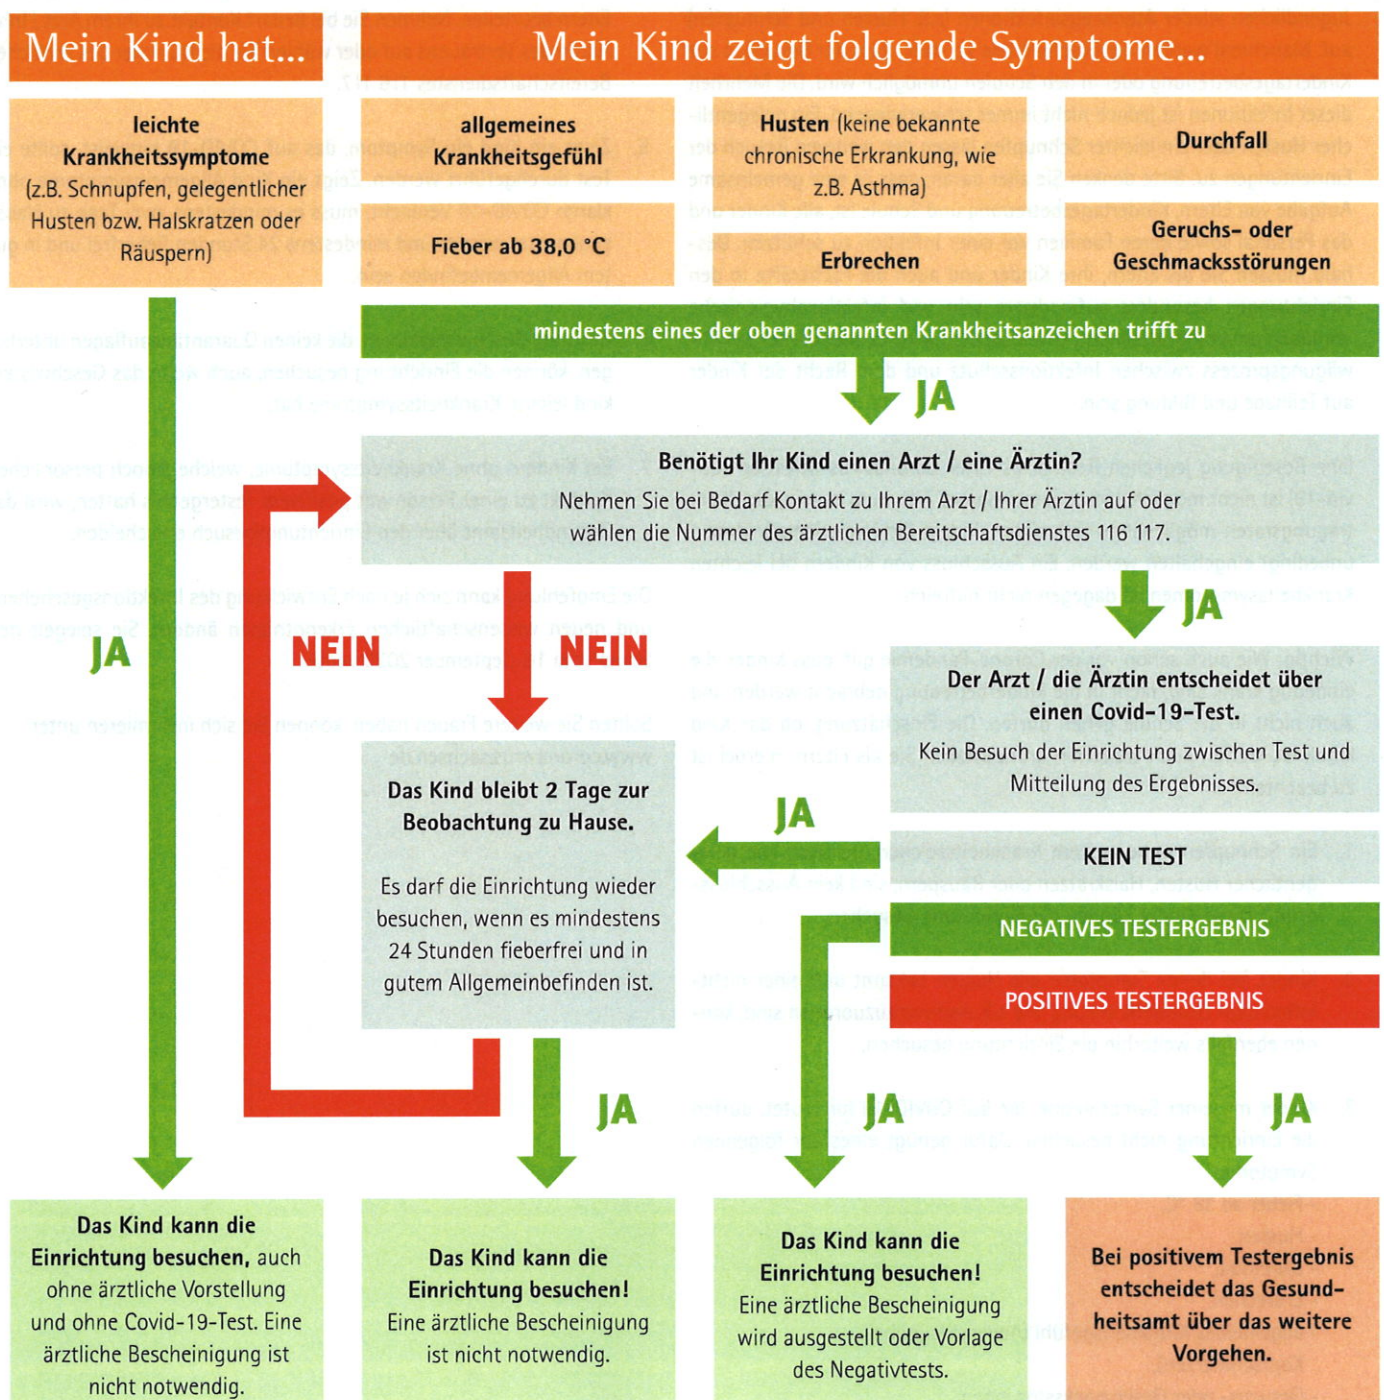 Mein Kind hat...
Mein Kind zeigt folgende Symptome...
leichte
Krankheitssymptome
(z.B. Schnupfen, gelegentlicher
Husten bzw. Halskratzen oder
Räuspern)
allgemeines
Krankheitsgefühl
Fieber ab 38,0 °C
Husten (keine bekannte
chronische Erkrankung, wie
z.B. Asthma)
Erbrechen
Durchfall
Geruchs- oder
Geschmacksstörungen
mindestens eines der oben genannten Krankheitsanzeichen trifft zu
JA
Benötigt Ihr Kind einen Arzt / eine Ärztin?
Nehmen Sie bei Bedarf Kontakt zu Ihrem Arzt / Ihrer Ärztin auf oder
wählen die Nummer des ärztlichen Bereitschaftsdienstes 116 117.
JA
NEIN
NEIN
JA
Der Arzt / die Ärztin entscheidet über
einen Covid-19-Test.
Kein Besuch der Einrichtung zwischen Test und
Mitteilung des Ergebnisses.
Das Kind bleibt 2 Tage zur
Beobachtung zu Hause.
Es darf die Einrichtung wieder
besuchen, wenn es mindestens
24 Stunden fieberfrei und in
gutem Allgemeinbefinden ist.
JA
KEIN TEST
NEGATIVES TESTERGEBNIS
POSITIVES TESTERGEBNIS
JA
JA
JA
Das Kind kann die
Einrichtung besuchen, auch
ohne ärztliche Vorstellung
und ohne Covid-19-Test. Eine
ärztliche Bescheinigung ist
nicht notwendig.
Das Kind kann die
Einrichtung besuchen!
Eine ärztliche Bescheinigung
ist nicht notwendig.
Das Kind kann die
Einrichtung besuchen!
Eine ärztliche Bescheinigung
wird ausgestellt oder Vorlage
des Negativtests.
Bei positivem Testergebnis
entscheidet das Gesund-
heitsamt über das weitere
Vorgehen.